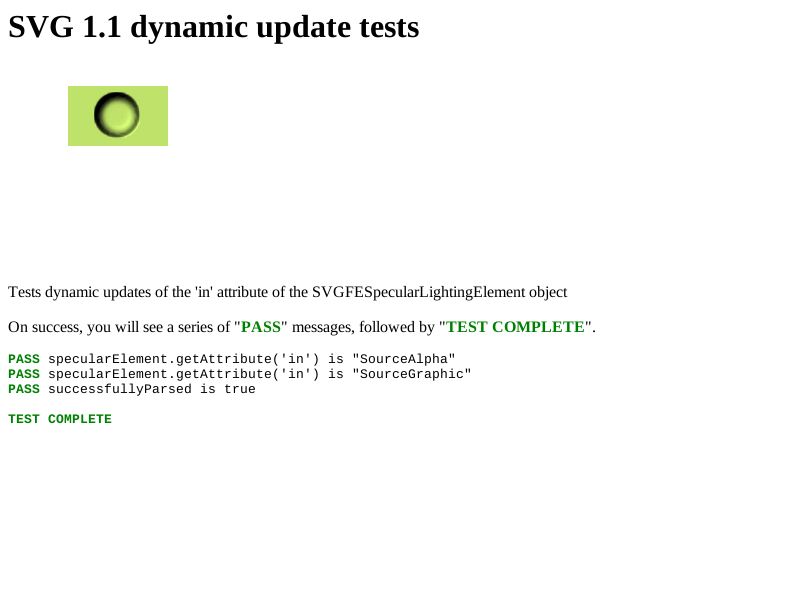 SVG 1.1 dynamic update tests
Tests dynamic updates of the 'in' attribute of the SVGFESpecularLightingElement object
On success, you will see a series of "PASS" messages, followed by "TEST COMPLETE".
PASS specularElement.getAttribute('in') is "SourceAlpha"
PASS specularElement.getAttribute('in') is "SourceGraphic"
PASS successfullyParsed is true
TEST COMPLETE